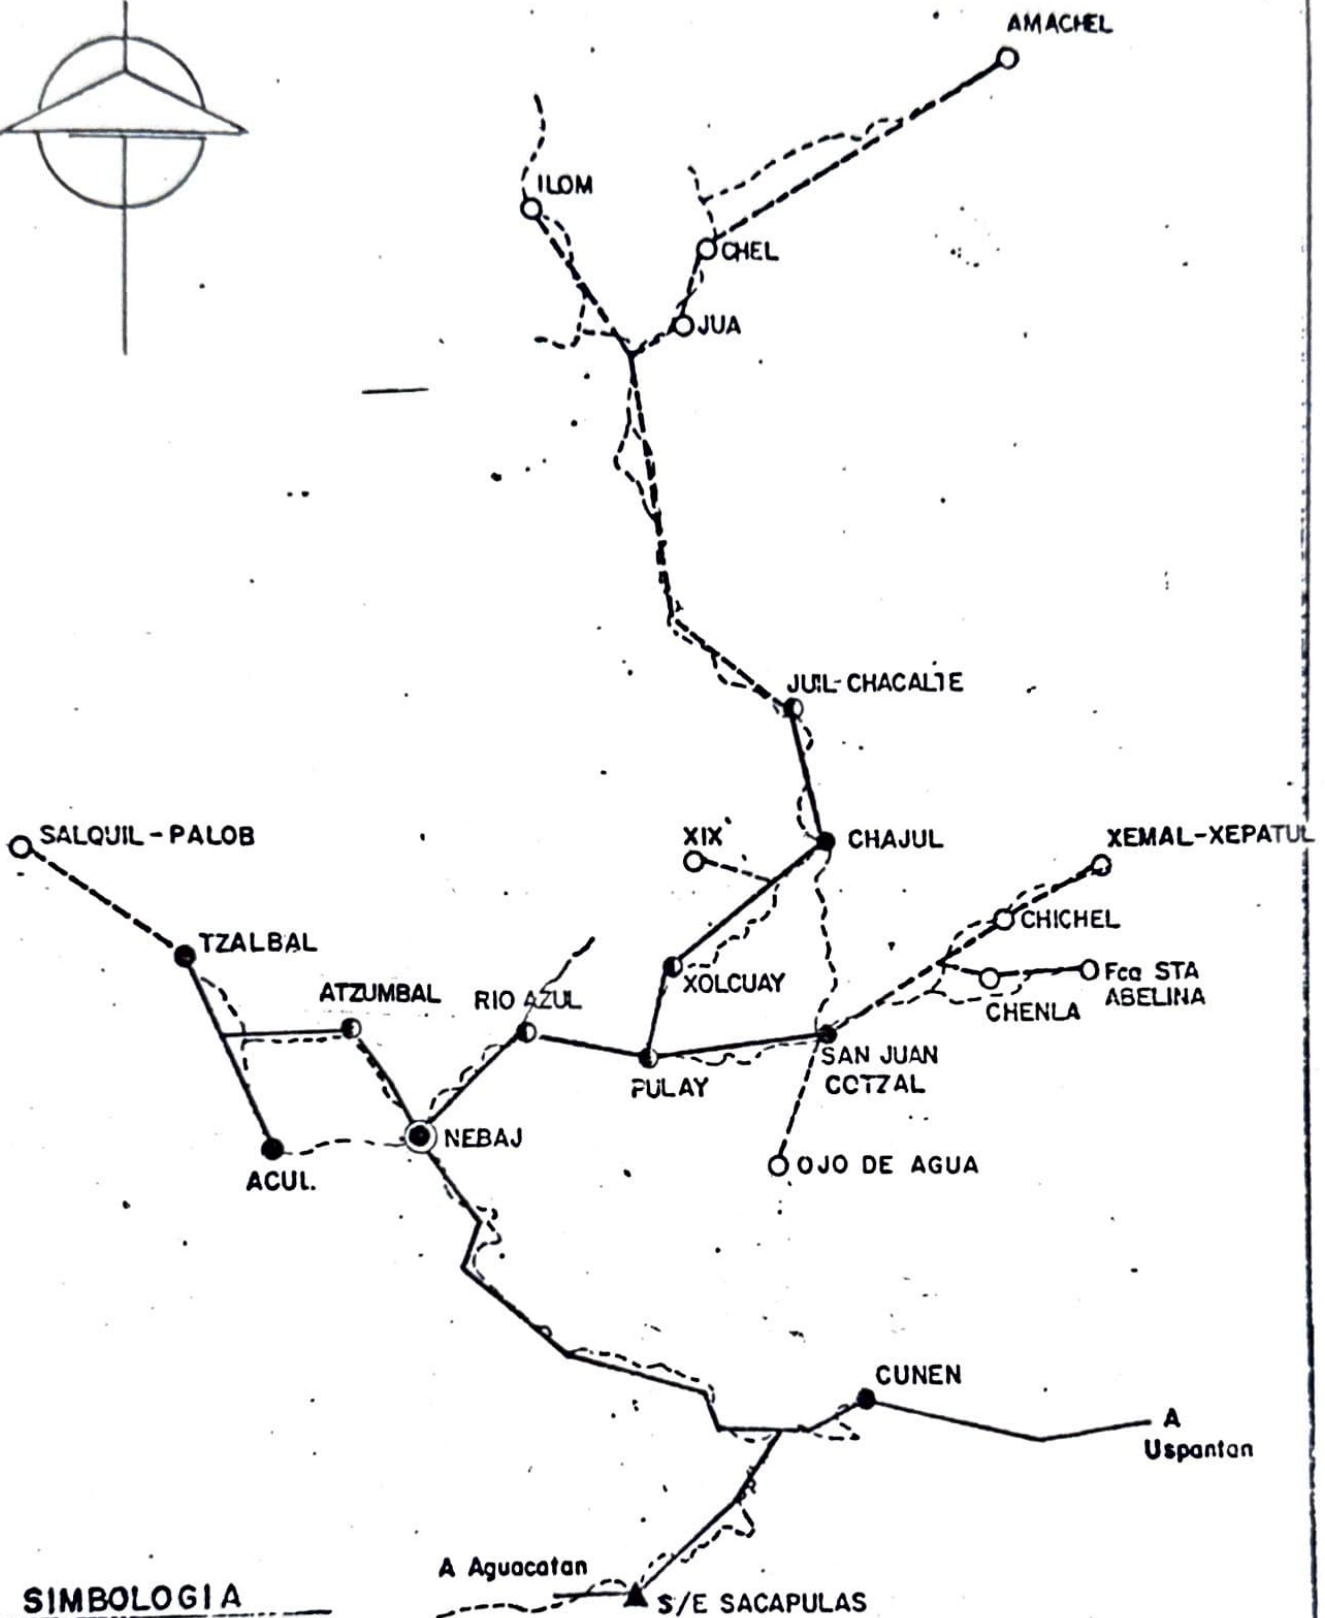 AMACHEL
ILOM
CHEL
JUA
JUIL-CHACALTE
SALQUIL-PALOB
XIX
CHAJUL
XEMAL-XEPATUL
CHICHEL
TZALBAL
Fca STA
ABELINA
CHENLA
ATZUMBAL
RIO AZUL
XOLCUAY
SAN JUAN
COTZAL
PULAY
NEBAJ
OJO DE AGUA
ACUL.
CUNEN
A
Uspantan
A Aguacatan
SIMBOLOGIA
S/E SACAPULAS